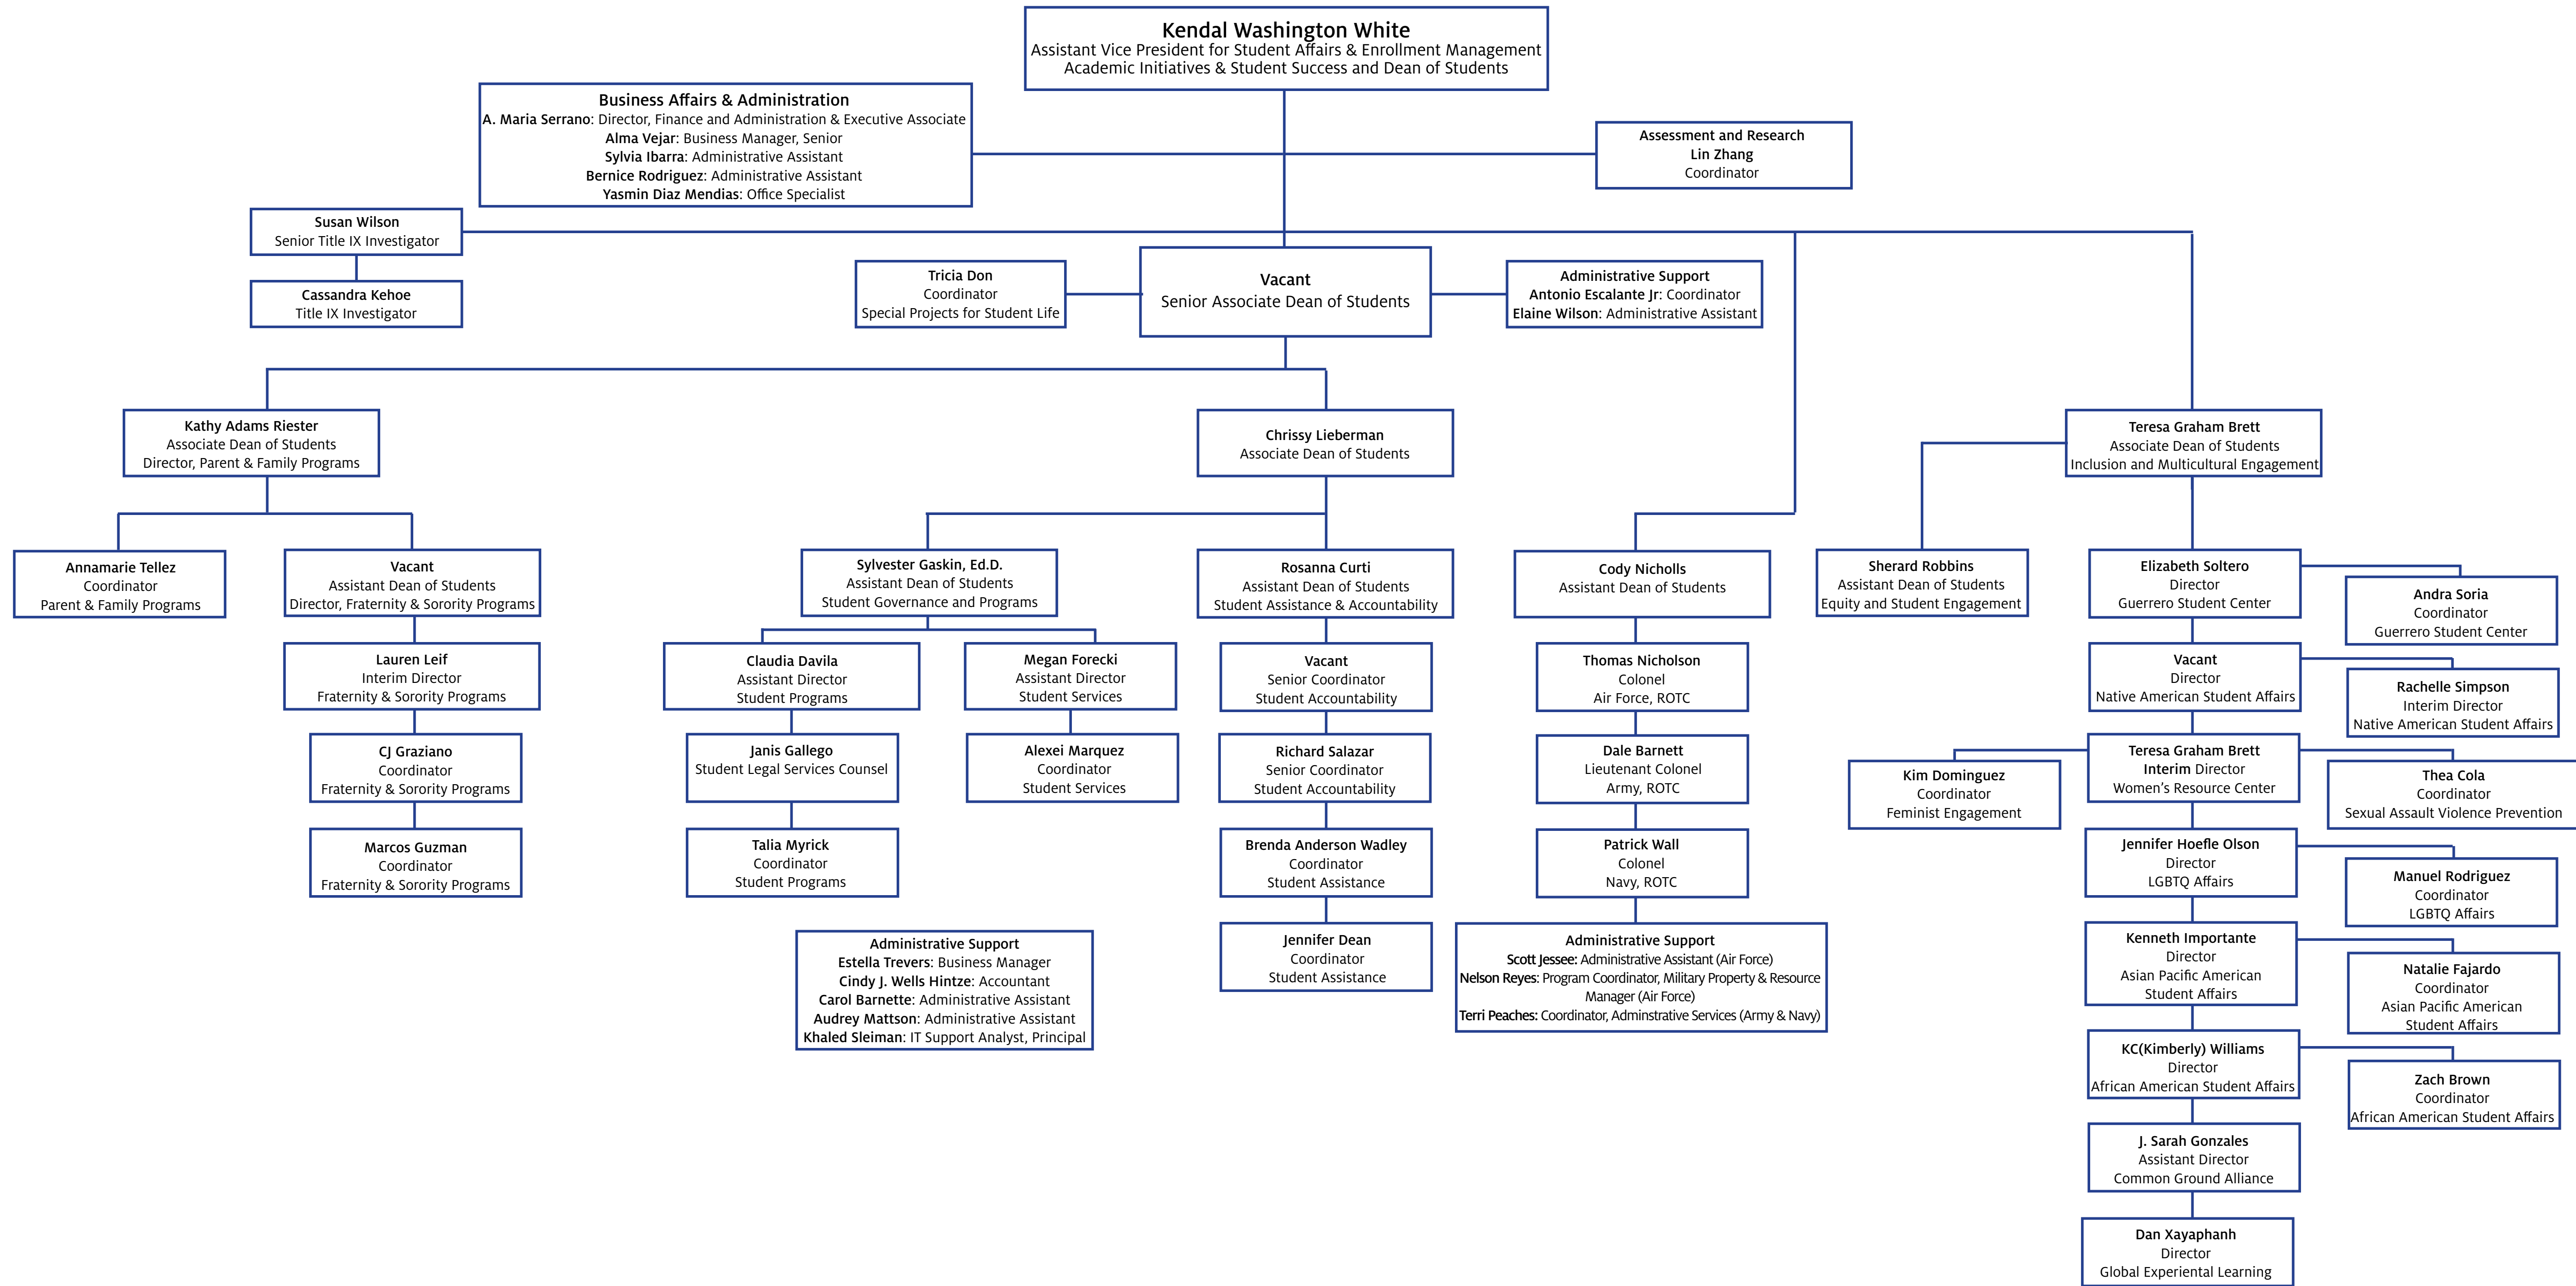 Kendal Washington White
Assistant Vice President for Student Affairs & Enrollment Management
Academic Initiatives & Student Success and Dean of Students
Business Affairs & Administration
A. Maria Serrano: Director, Finance and Administration & Executive Associate
Alma Vejar: Business Manager, Senior
Sylvia Ibarra: Administrative Assistant
Bernice Rodriguez: Administrative Assistant
Yasmin Diaz Mendias: Office Specialist
Assessment and Research
Lin Zhang
Coordinator
Susan Wilson
Senior Title IX Investigator
Cassandra Kehoe
Title IX Investigator
Tricia Don
Coordinator
Special Projects for Student Life
Vacant
Senior Associate Dean of Students
Administrative Support
Antonio Escalante Jr: Coordinator
Elaine Wilson: Administrative Assistant
Kathy Adams Riester
Associate Dean of Students
Director, Parent & Family Programs
Chrissy Lieberman
Associate Dean of Students
Teresa Graham Brett
Associate Dean of Students
Inclusion and Multicultural Engagement
Annamarie Tellez
Coordinator
Parent & Family Programs
Vacant
Assistant Dean of Students
Director, Fraternity & Sorority Programs
Lauren Leif
Interim Director
Fraternity & Sorority Programs
CJ Graziano
Coordinator
Fraternity & Sorority Programs
Marcos Guzman
Coordinator
Fraternity & Sorority Programs
Sylvester Gaskin, Ed.D.
Assistant Dean of Students
Student Governance and Programs
Claudia Davila
Assistant Director
Student Programs
Janis Gallego
Student Legal Services Counsel
Talia Myrick
Coordinator
Student Programs
Megan Forecki
Assistant Director
Student Services
Alexei Marquez
Coordinator
Student Services
Administrative Support
Estella Trevers: Business Manager
Cindy J. Wells Hintze: Accountant
Carol Barnette: Administrative Assistant
Audrey Mattson: Administrative Assistant
Khaled Sleiman: IT Support Analyst, Principal
Rosanna Curti
Assistant Dean of Students
Student Assistance & Accountability
Vacant
Senior Coordinator
Student Accountability
Richard Salazar
Senior Coordinator
Student Accountability
Brenda Anderson Wadley
Coordinator
Student Assistance
Jennifer Dean
Coordinator
Student Assistance
Cody Nicholls
Assistant Dean of Students
Thomas Nicholson
Colonel
Air Force, ROTC
Dale Barnett
Lieutenant Colonel
Army, ROTC
Patrick Wall
Colonel
Navy, ROTC
Administrative Support
Scott Jessee: Administrative Assistant (Air Force)
Nelson Reyes: Program Coordinator, Military Property & Resource
Manager (Air Force)
Terri Peaches: Coordinator, Adminstrative Services (Army & Navy)
Sherard Robbins
Assistant Dean of Students
Equity and Student Engagement
Elizabeth Soltero
Director
Guerrero Student Center
Andra Soria
Coordinator
Guerrero Student Center
Vacant
Director
Native American Student Affairs
Rachelle Simpson
Interim Director
Native American Student Affairs
Kim Dominguez
Coordinator
Feminist Engagement
Teresa Graham Brett
Interim Director
Women's Resource Center
Thea Cola
Coordinator
Sexual Assault Violence Prevention
Jennifer Hoefle Olson
Director
LGBTQ Affairs
Manuel Rodriguez
Coordinator
LGBTQ Affairs
Kenneth Importante
Director
Asian Pacific American
Student Affairs
Natalie Fajardo
Coordinator
Asian Pacific American
Student Affairs
KC(Kimberly) Williams
Director
African American Student Affairs
Zach Brown
Coordinator
African American Student Affairs
J. Sarah Gonzales
Assistant Director
Common Ground Alliance
Dan Xayaphanh
Director
Global Experiental Learning